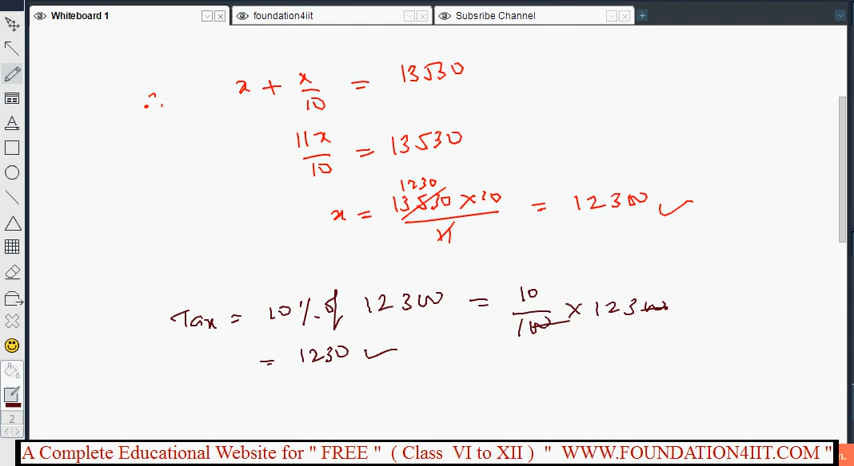 Whiteboard 1 foundation4iit Subsribe Channel
∴ x + x/10 = 13530
11x/10 = 13530
1230
x = 13530 × 10 / 11 = 12300 ✓
Tax = 10% of 12300 = 10/100 × 12300
= 1230 ✓
2
A Complete Educational Website for " FREE " ( Class VI to XII ) " WWW.FOUNDATION4IIT.COM "